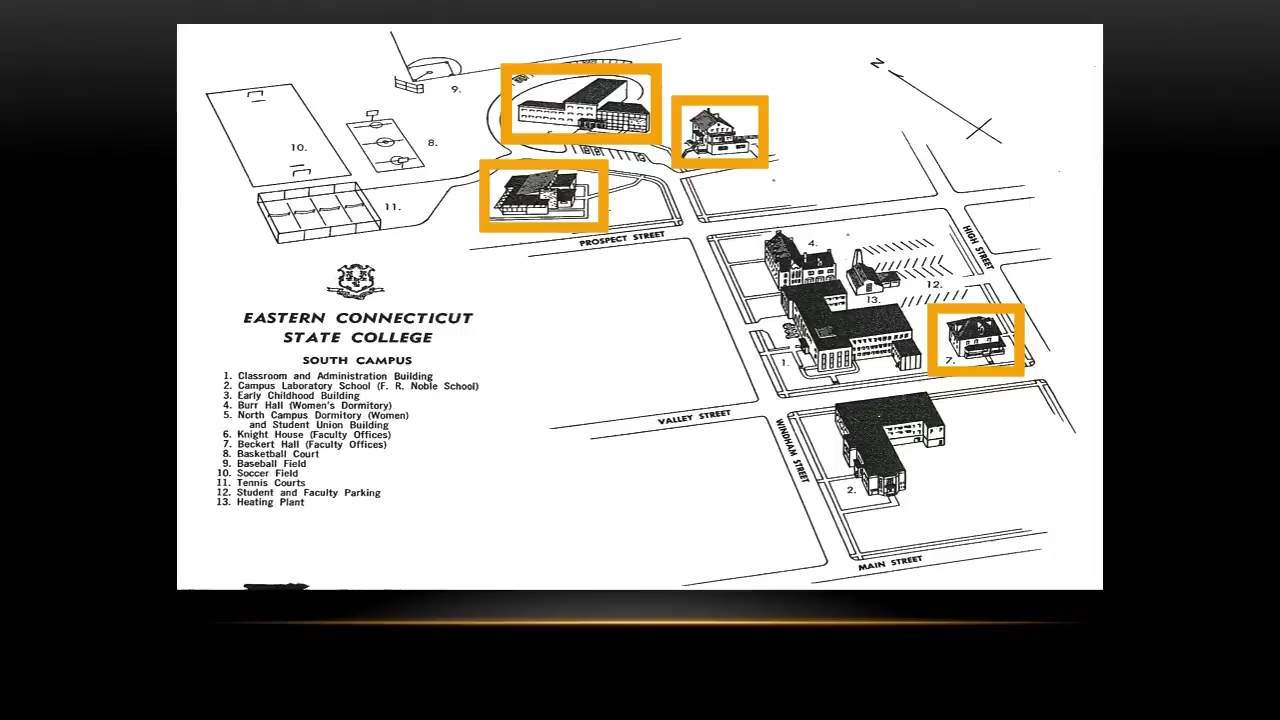 N
9.
8.
10.
11.
PROSPECT STREET
HIGH STREET
4.
12.
13.
7.
1.
EASTERN CONNECTICUT
STATE COLLEGE
SOUTH CAMPUS
1. Classroom and Administration Building
2. Campus Laboratory School (F. R. Noble School)
3. Early Childhood Building
4. Burr Hall (Women's Dormitory)
5. North Campus Dormitory (Women)
and Student Union Building
6. Knight House (Faculty Offices)
7. Beckert Hall (Faculty Offices)
8. Basketball Court
9. Baseball Field
10. Soccer Field
11. Tennis Courts
12. Student and Faculty Parking
13. Heating Plant
VALLEY STREET
WINDHAM STREET
2.
MAIN STREET